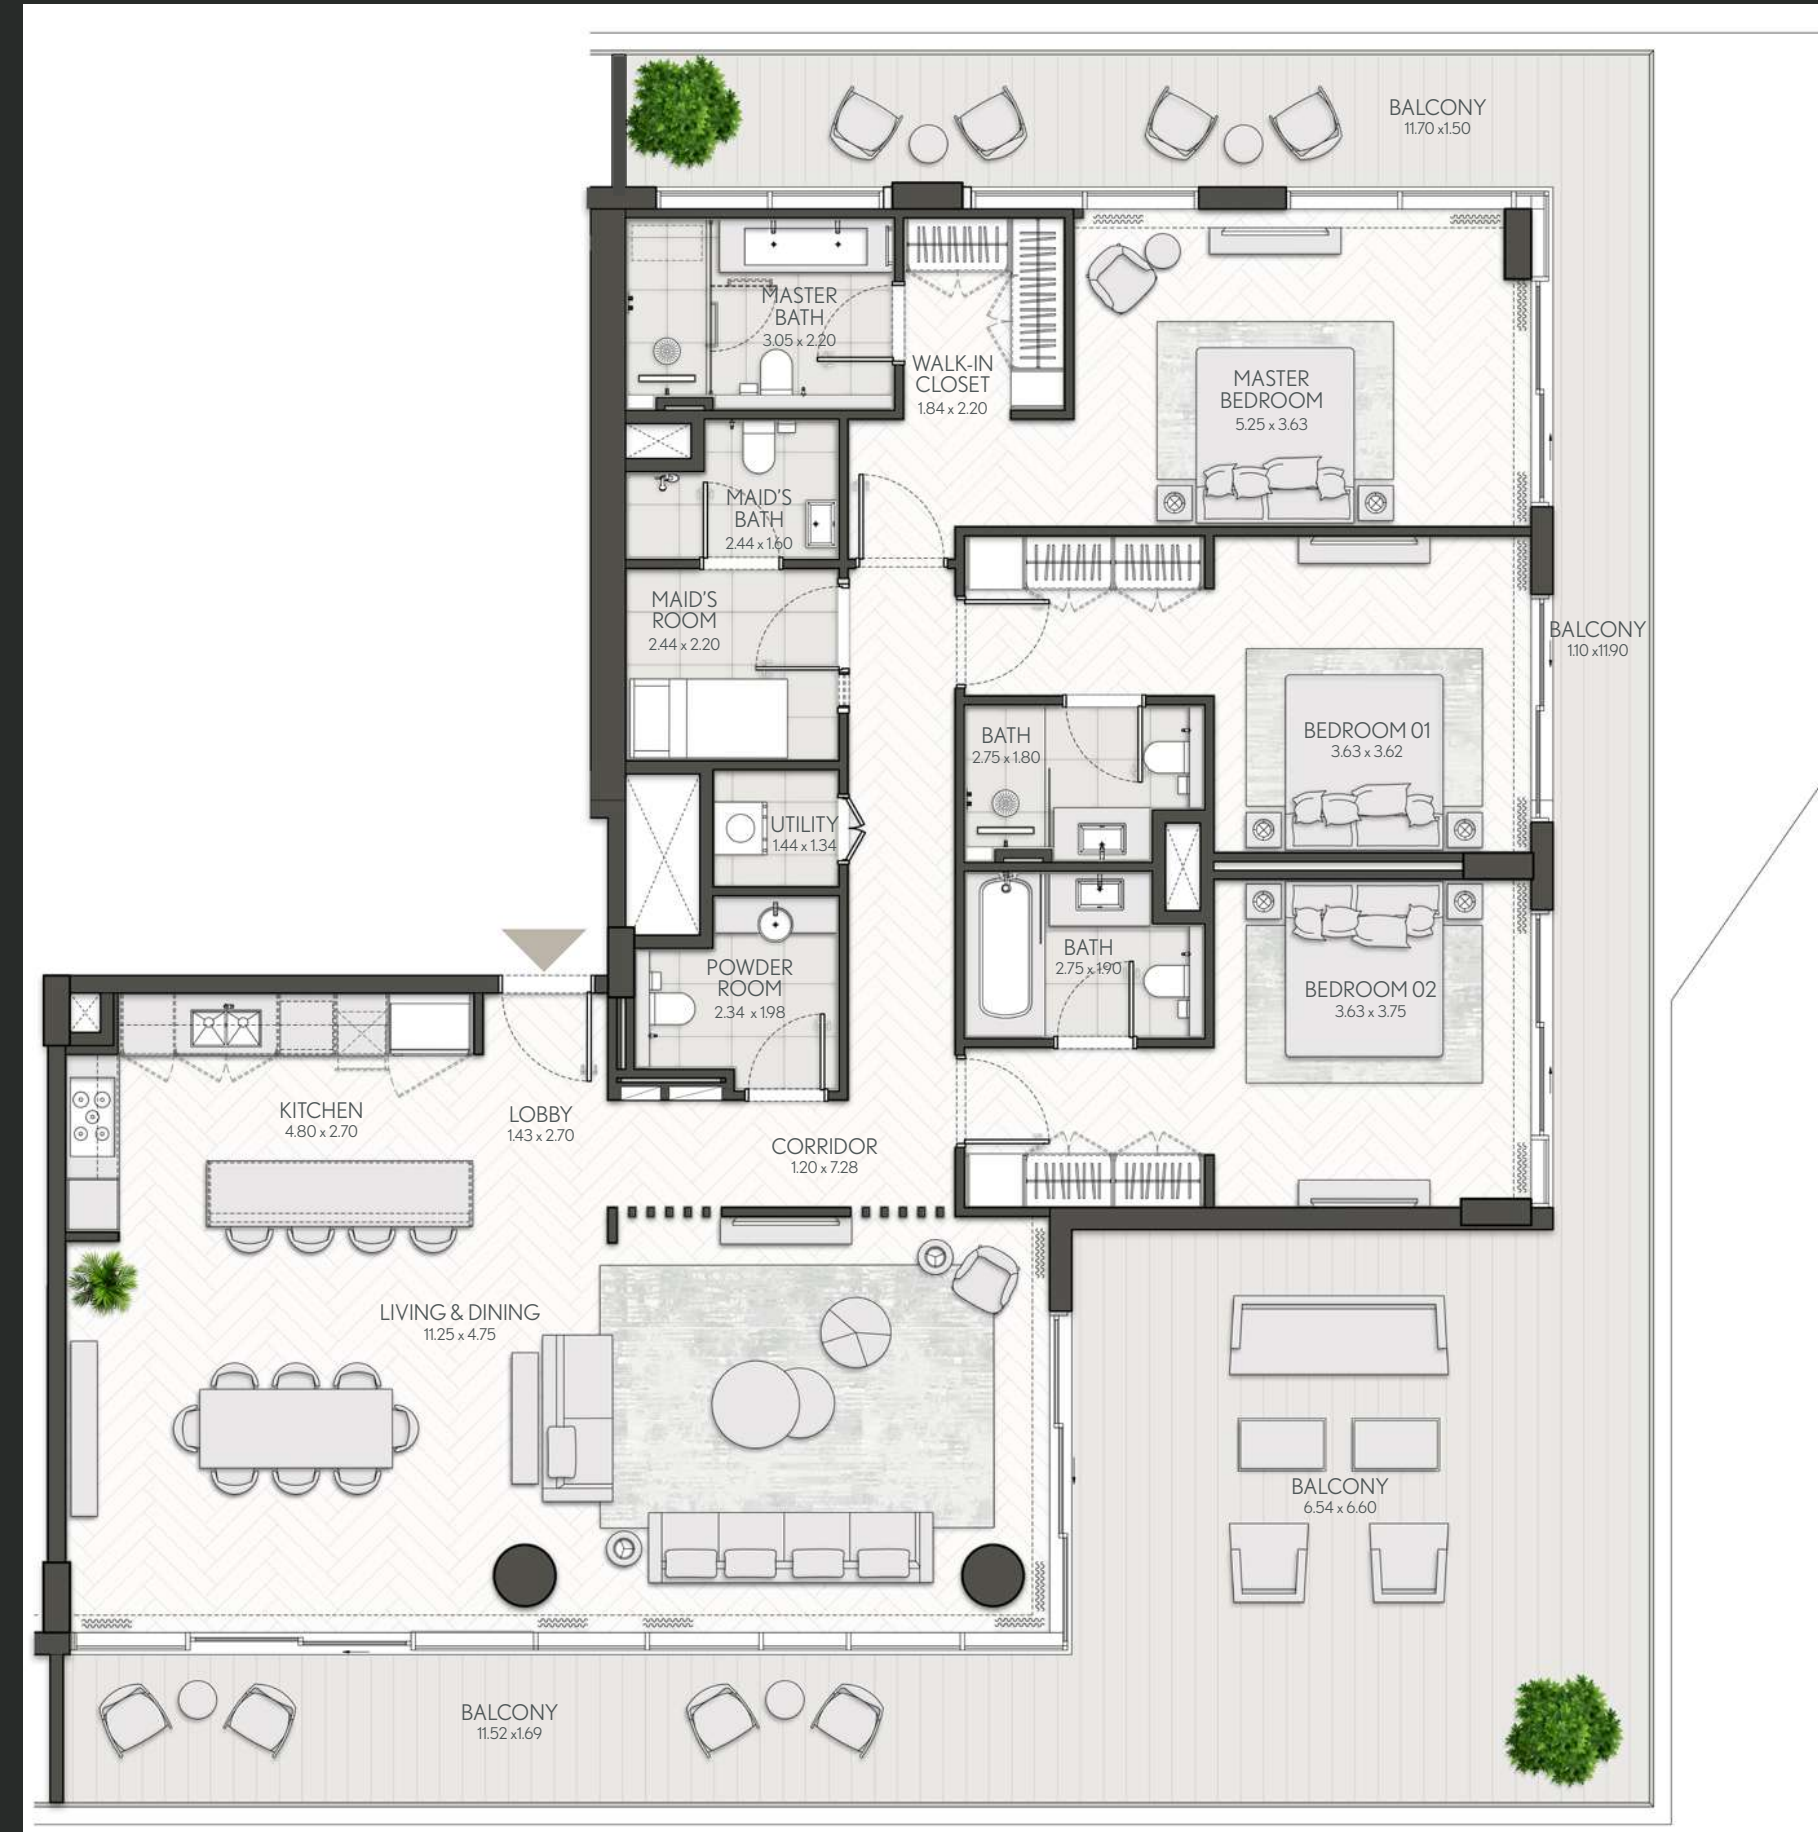 BALCONY
11.70 x1.50
MASTER
BATH
3.05 x 2.20
WALK-IN
CLOSET
1.84 x 2.20
MASTER
BEDROOM
5.25 x 3.63
MAID'S
BATH
2.44 x 1.60
MAID'S
ROOM
2.44 x 2.20
BALCONY
1.10 x11.90
BATH
2.75 x 1.80
BEDROOM 01
3.63 x 3.62
UTILITY
1.44 x 1.34
POWDER
ROOM
2.34 x 1.98
BATH
2.75 x 1.90
BEDROOM 02
3.63 x 3.75
KITCHEN
4.80 x 2.70
LOBBY
1.43 x 2.70
CORRIDOR
1.20 x 7.28
LIVING & DINING
11.25 x 4.75
BALCONY
6.54 x 6.60
BALCONY
11.52 x1.69